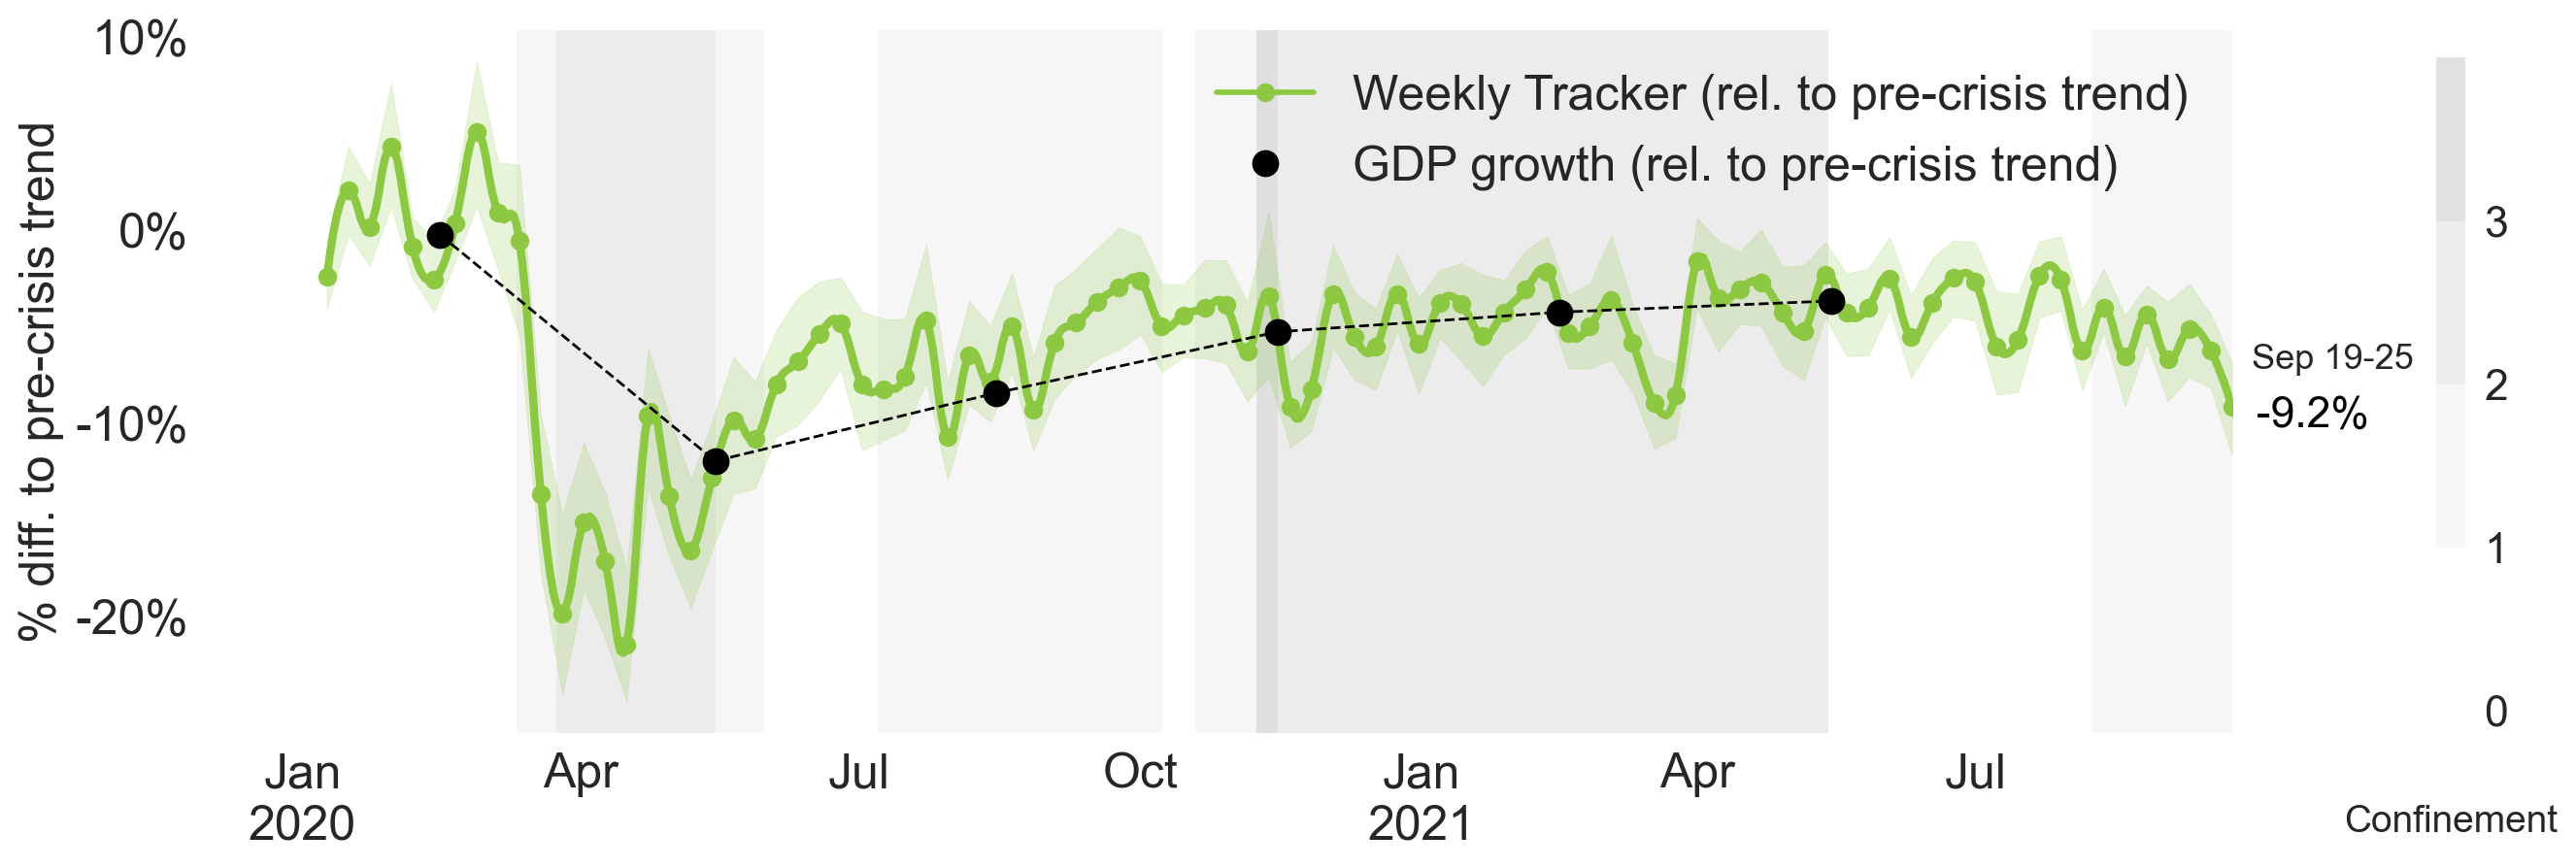 10%
0%
-10%
-20%
% diff. to pre-crisis trend
Weekly Tracker (rel. to pre-crisis trend)
GDP growth (rel. to pre-crisis trend)
Sep 19-25
-9.2%
3
2
1
0
Confinement
Jan
2020
Apr
Jul
Oct
Jan
2021
Apr
Jul